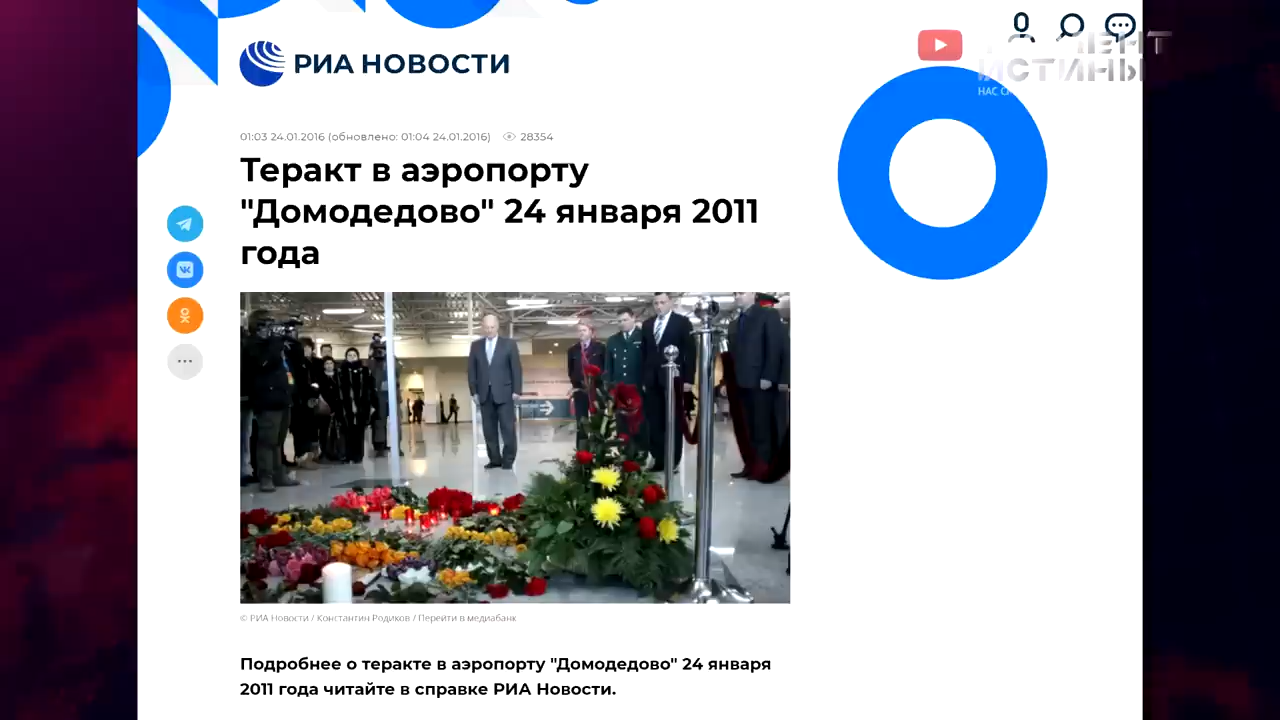 РИА НОВОСТИ
ИСТИНЫ
01:03 24.01.2016 (обновлено: 01:04 24.01.2016) 28354
Теракт в аэропорту
"Домодедово" 24 января 2011
года
© РИА Новости / Константин Родиков / Перейти в медиабанк
Подробнее о теракте в аэропорту "Домодедово" 24 января
2011 года читайте в справке РИА Новости.